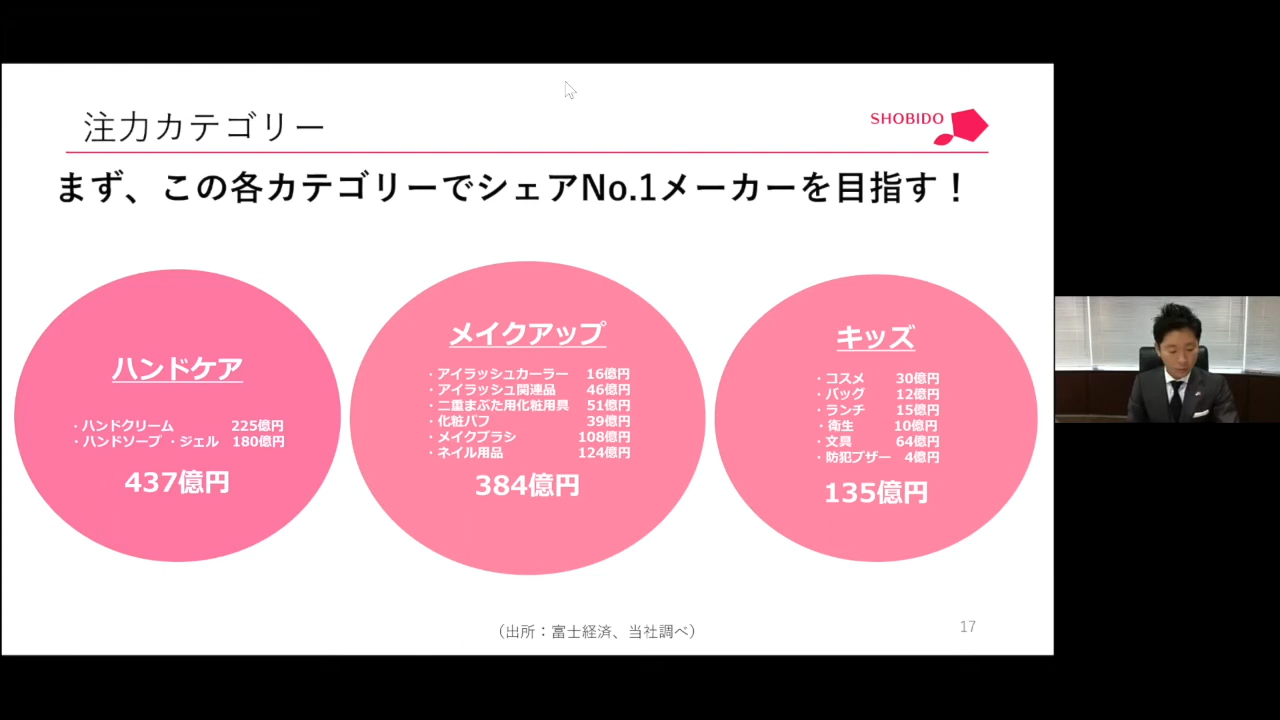 注力カテゴリー
SHOBIDO
まず、この各カテゴリーでシェアNo.1メーカーを目指す！
ハンドケア
・ハンドクリーム 225億円
・ハンドソープ ・ジェル 180億円
437億円
メイクアップ
・アイラッシュカーラー 16億円
・アイラッシュ関連品 46億円
・二重まぶた用化粧用具 51億円
・化粧パフ 39億円
・メイクブラシ 108億円
・ネイル用品 124億円
384億円
キッズ
・コスメ 30億円
・バッグ 12億円
・ランチ 15億円
・衛生 10億円
・文具 64億円
・防犯ブザー 4億円
135億円
（出所：富士経済、当社調べ）
17